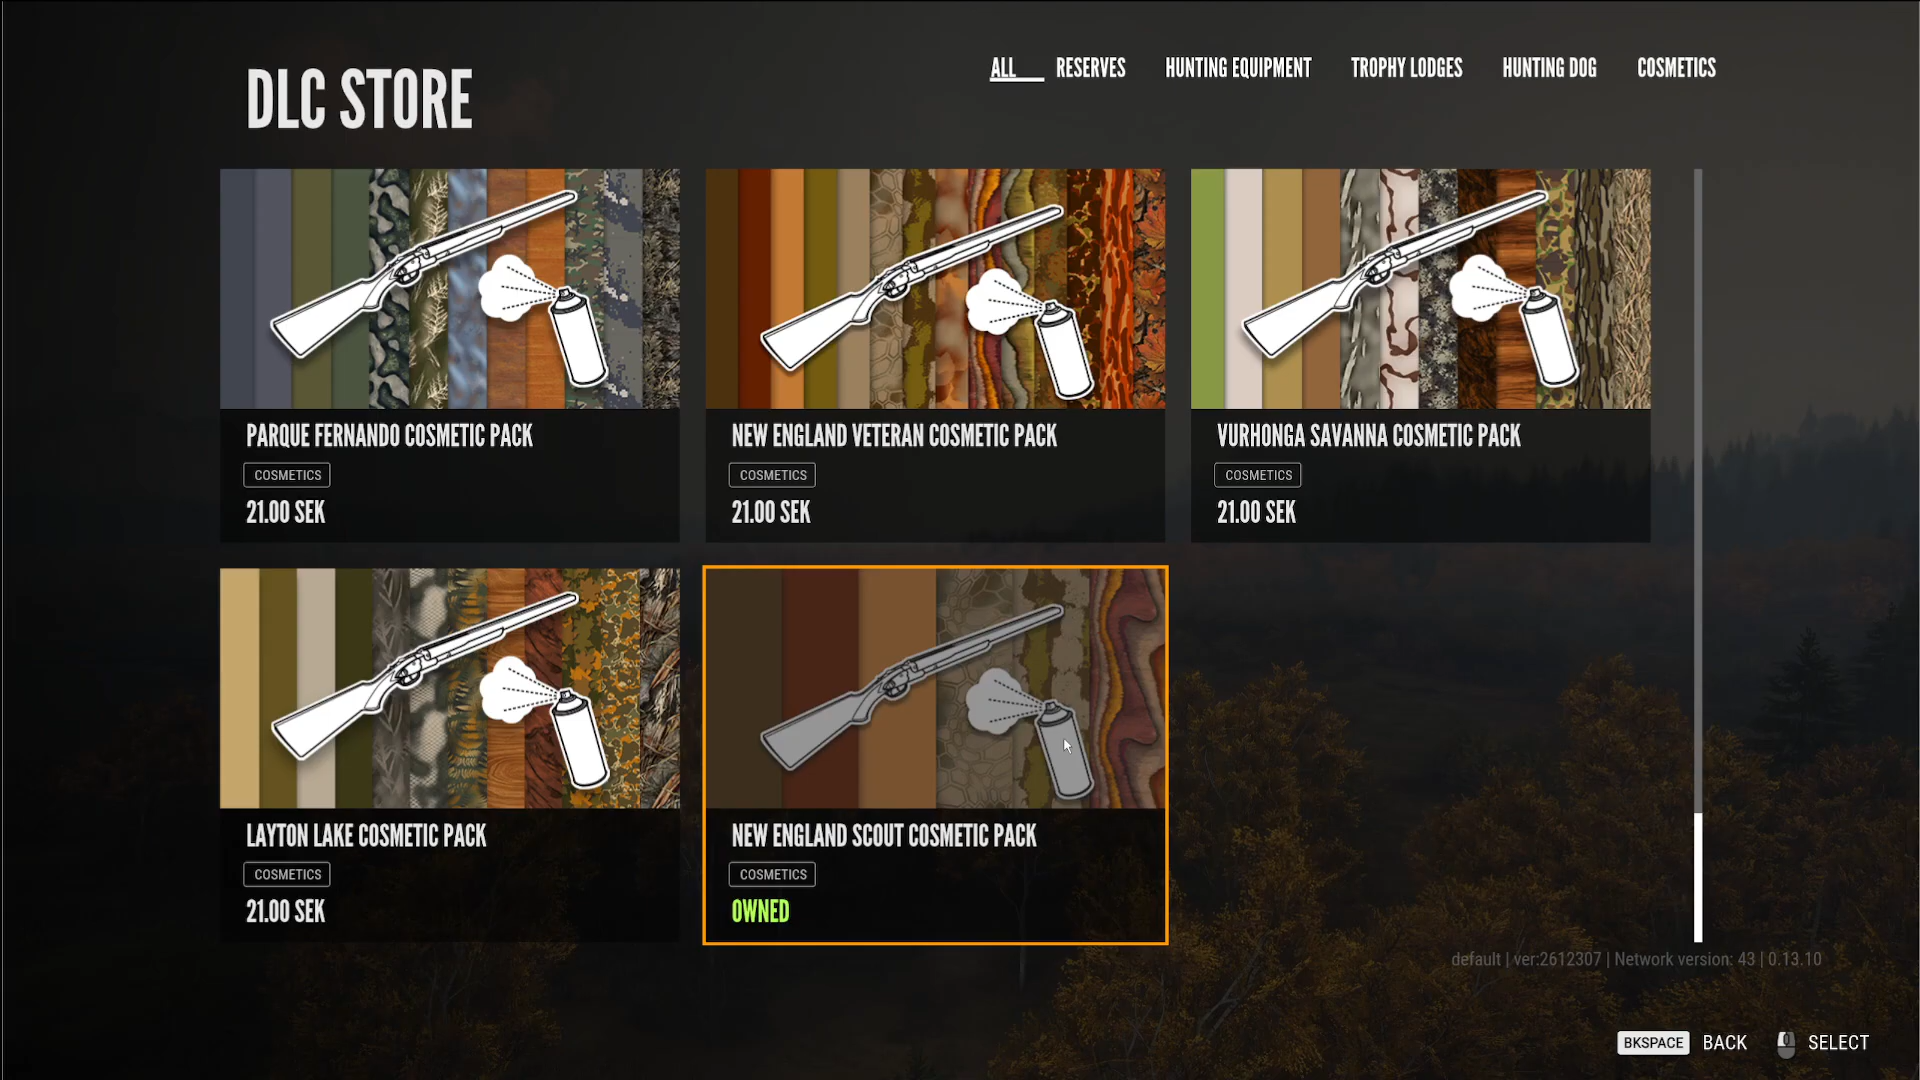 DLC STORE
ALL
RESERVES
HUNTING EQUIPMENT
TROPHY LODGES
HUNTING DOG
COSMETICS
PARQUE FERNANDO COSMETIC PACK
COSMETICS
21.00 SEK
NEW ENGLAND VETERAN COSMETIC PACK
COSMETICS
21.00 SEK
VURHONGA SAVANNA COSMETIC PACK
COSMETICS
21.00 SEK
LAYTON LAKE COSMETIC PACK
COSMETICS
21.00 SEK
NEW ENGLAND SCOUT COSMETIC PACK
COSMETICS
OWNED
default | ver:2612307 | Network version: 43 | 0.13.10
BKSPACE BACK
SELECT